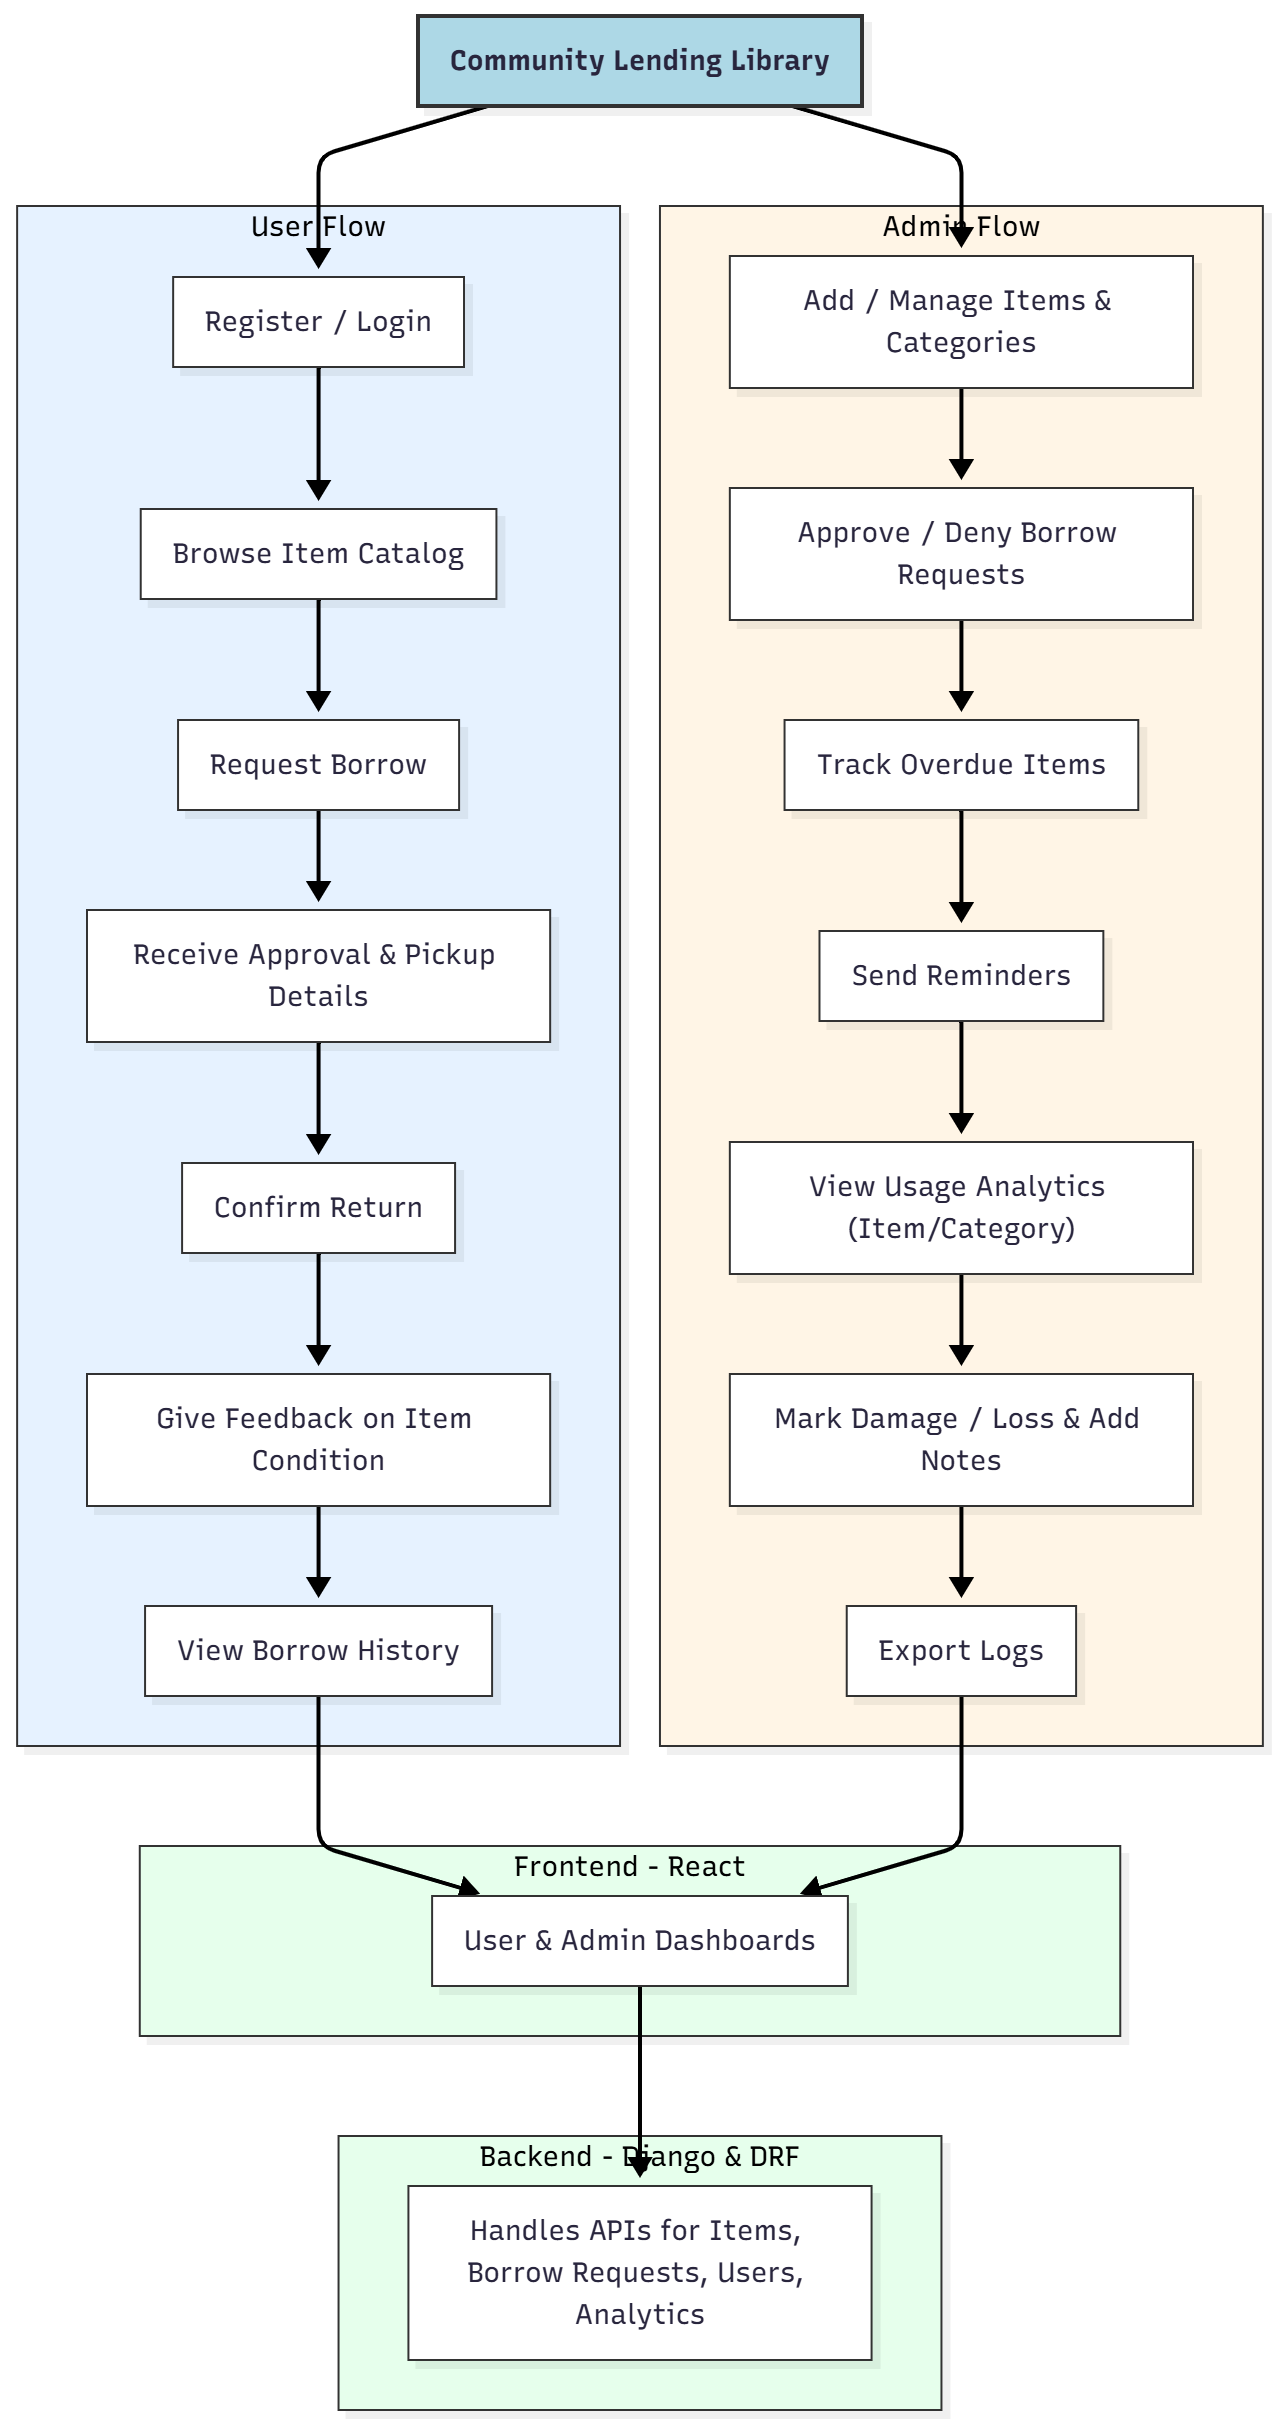 Community Lending Library
User Flow
Register / Login
Browse Item Catalog
Request Borrow
Receive Approval & Pickup
Details
Confirm Return
Give Feedback on Item
Condition
View Borrow History
Admin Flow
Add / Manage Items &
Categories
Approve / Deny Borrow
Requests
Track Overdue Items
Send Reminders
View Usage Analytics
(Item/Category)
Mark Damage / Loss & Add
Notes
Export Logs
Frontend - React
User & Admin Dashboards
Backend - Django & DRF
Handles APIs for Items,
Borrow Requests, Users,
Analytics